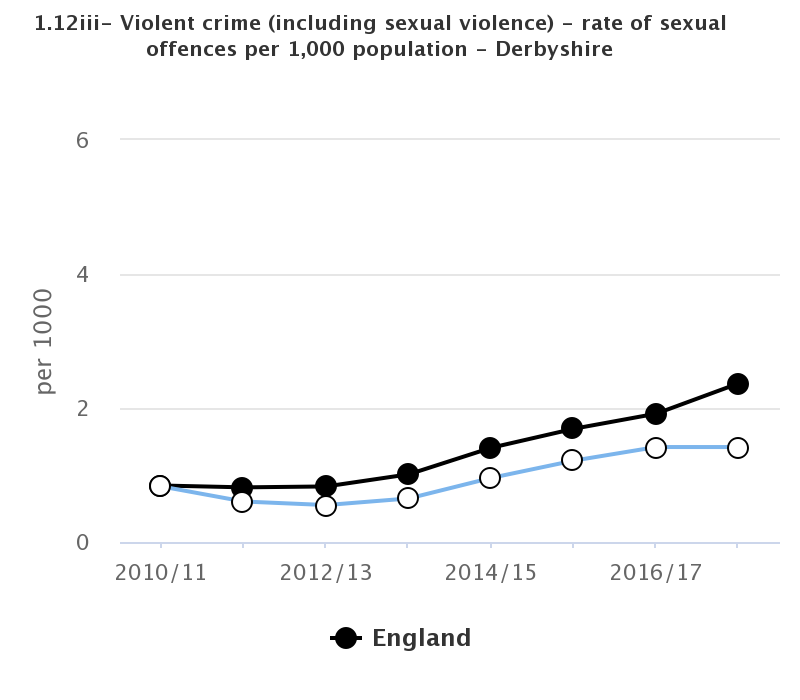 1.12iii– Violent crime (including sexual violence) – rate of sexual
offences per 1,000 population – Derbyshire
6
4
2
0
per 1000
2010/11 2012/13 2014/15 2016/17
England